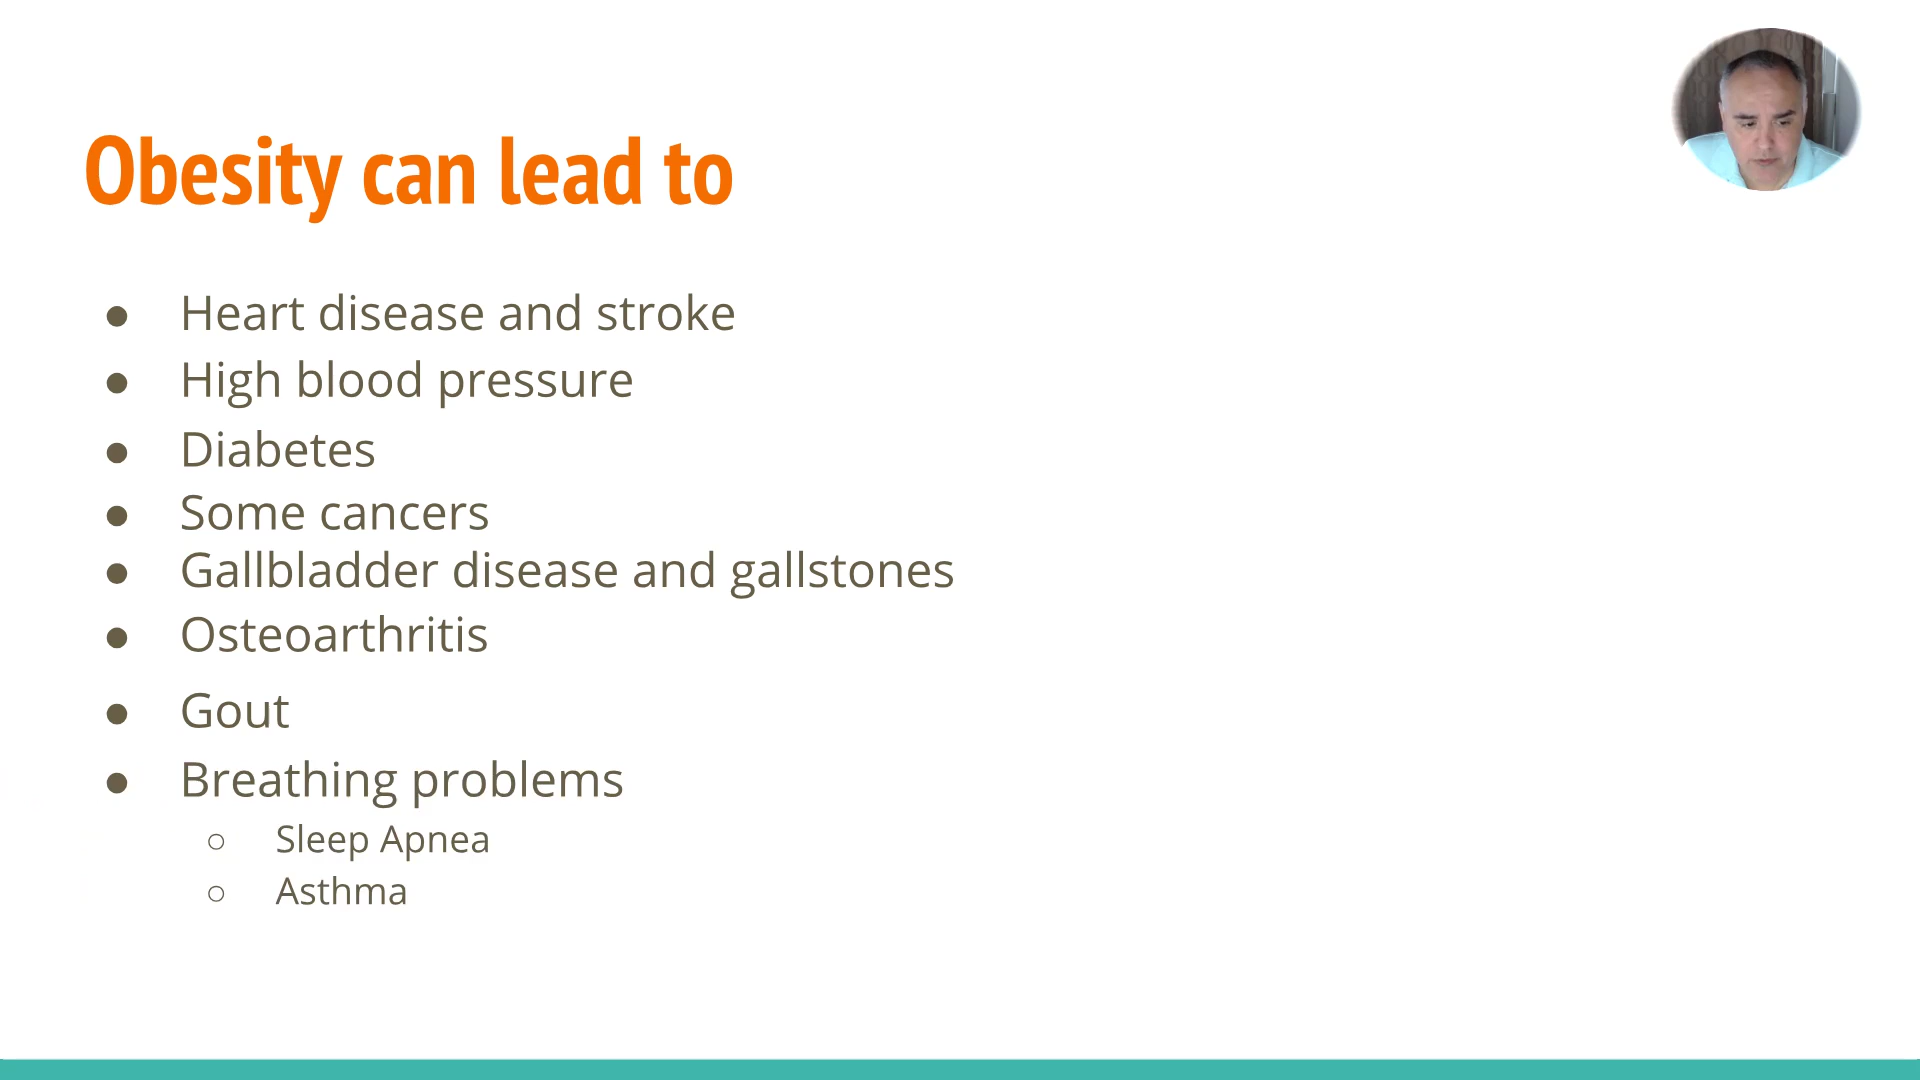 Obesity can lead to
● Heart disease and stroke
● High blood pressure
● Diabetes
● Some cancers
● Gallbladder disease and gallstones
● Osteoarthritis
● Gout
● Breathing problems
○ Sleep Apnea
○ Asthma